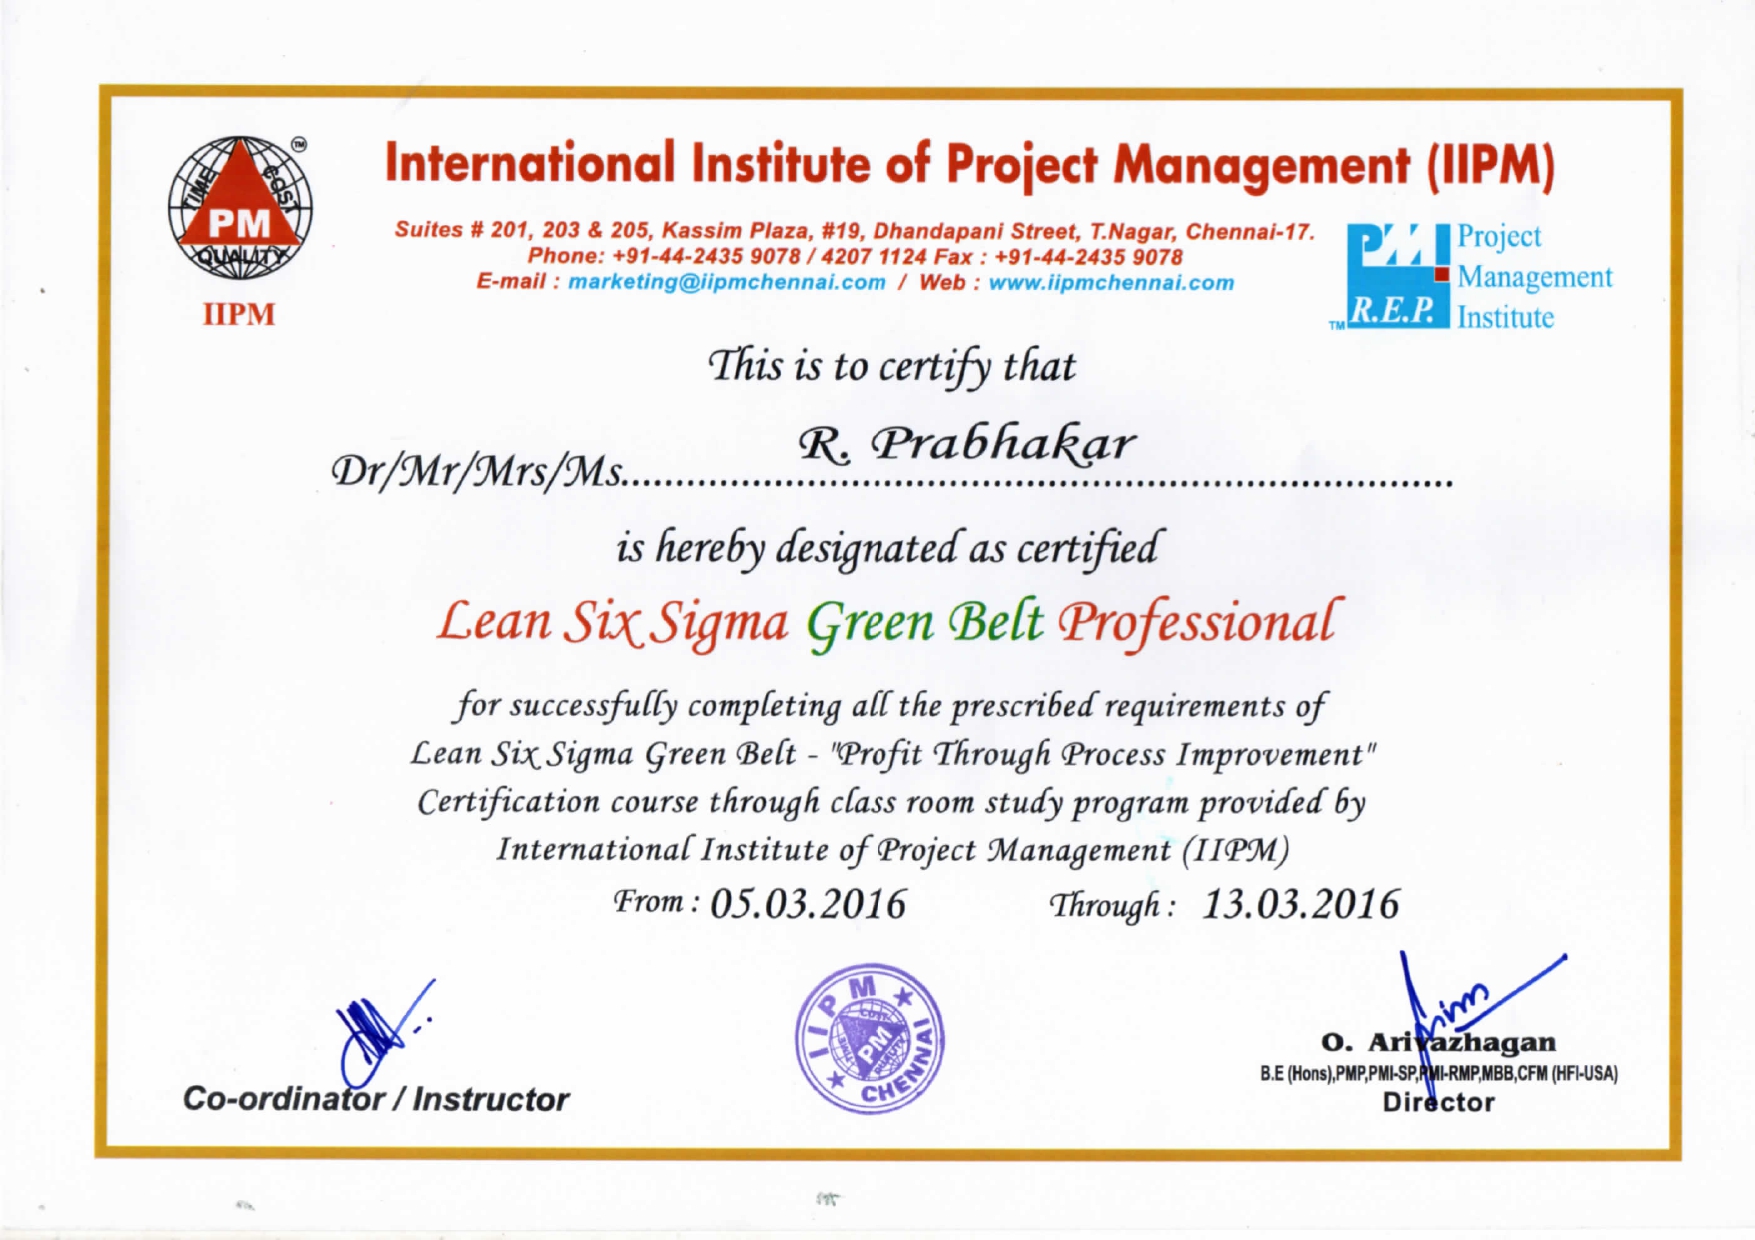 TIME COST
PM
QUALITY
TM
IIPM
International Institute of Project Management (IIPM)
Suites # 201, 203 & 205, Kassim Plaza, #19, Dhandapani Street, T.Nagar, Chennai-17.
Phone: +91-44-2435 9078 / 4207 1124 Fax : +91-44-2435 9078
E-mail : marketing@iipmchennai.com / Web : www.iipmchennai.com
PMI
TM R.E.P.
Project
Management
Institute
This is to certify that
R. Prabhakar
Dr/Mr/Mrs/Ms............................................................................
is hereby designated as certified
Lean Six Sigma Green Belt Professional
for successfully completing all the prescribed requirements of
Lean Six Sigma Green Belt - "Profit Through Process Improvement"
Certification course through class room study program provided by
International Institute of Project Management (IIPM)
From : 05.03.2016 Through : 13.03.2016
Co-ordinator / Instructor
IIPM ★ CHENNAI ★
COST
TIME
PM
QUALITY
O. Arivazhagan
B.E (Hons),PMP,PMI-SP,PMI-RMP,MBB,CFM (HFI-USA)
Director